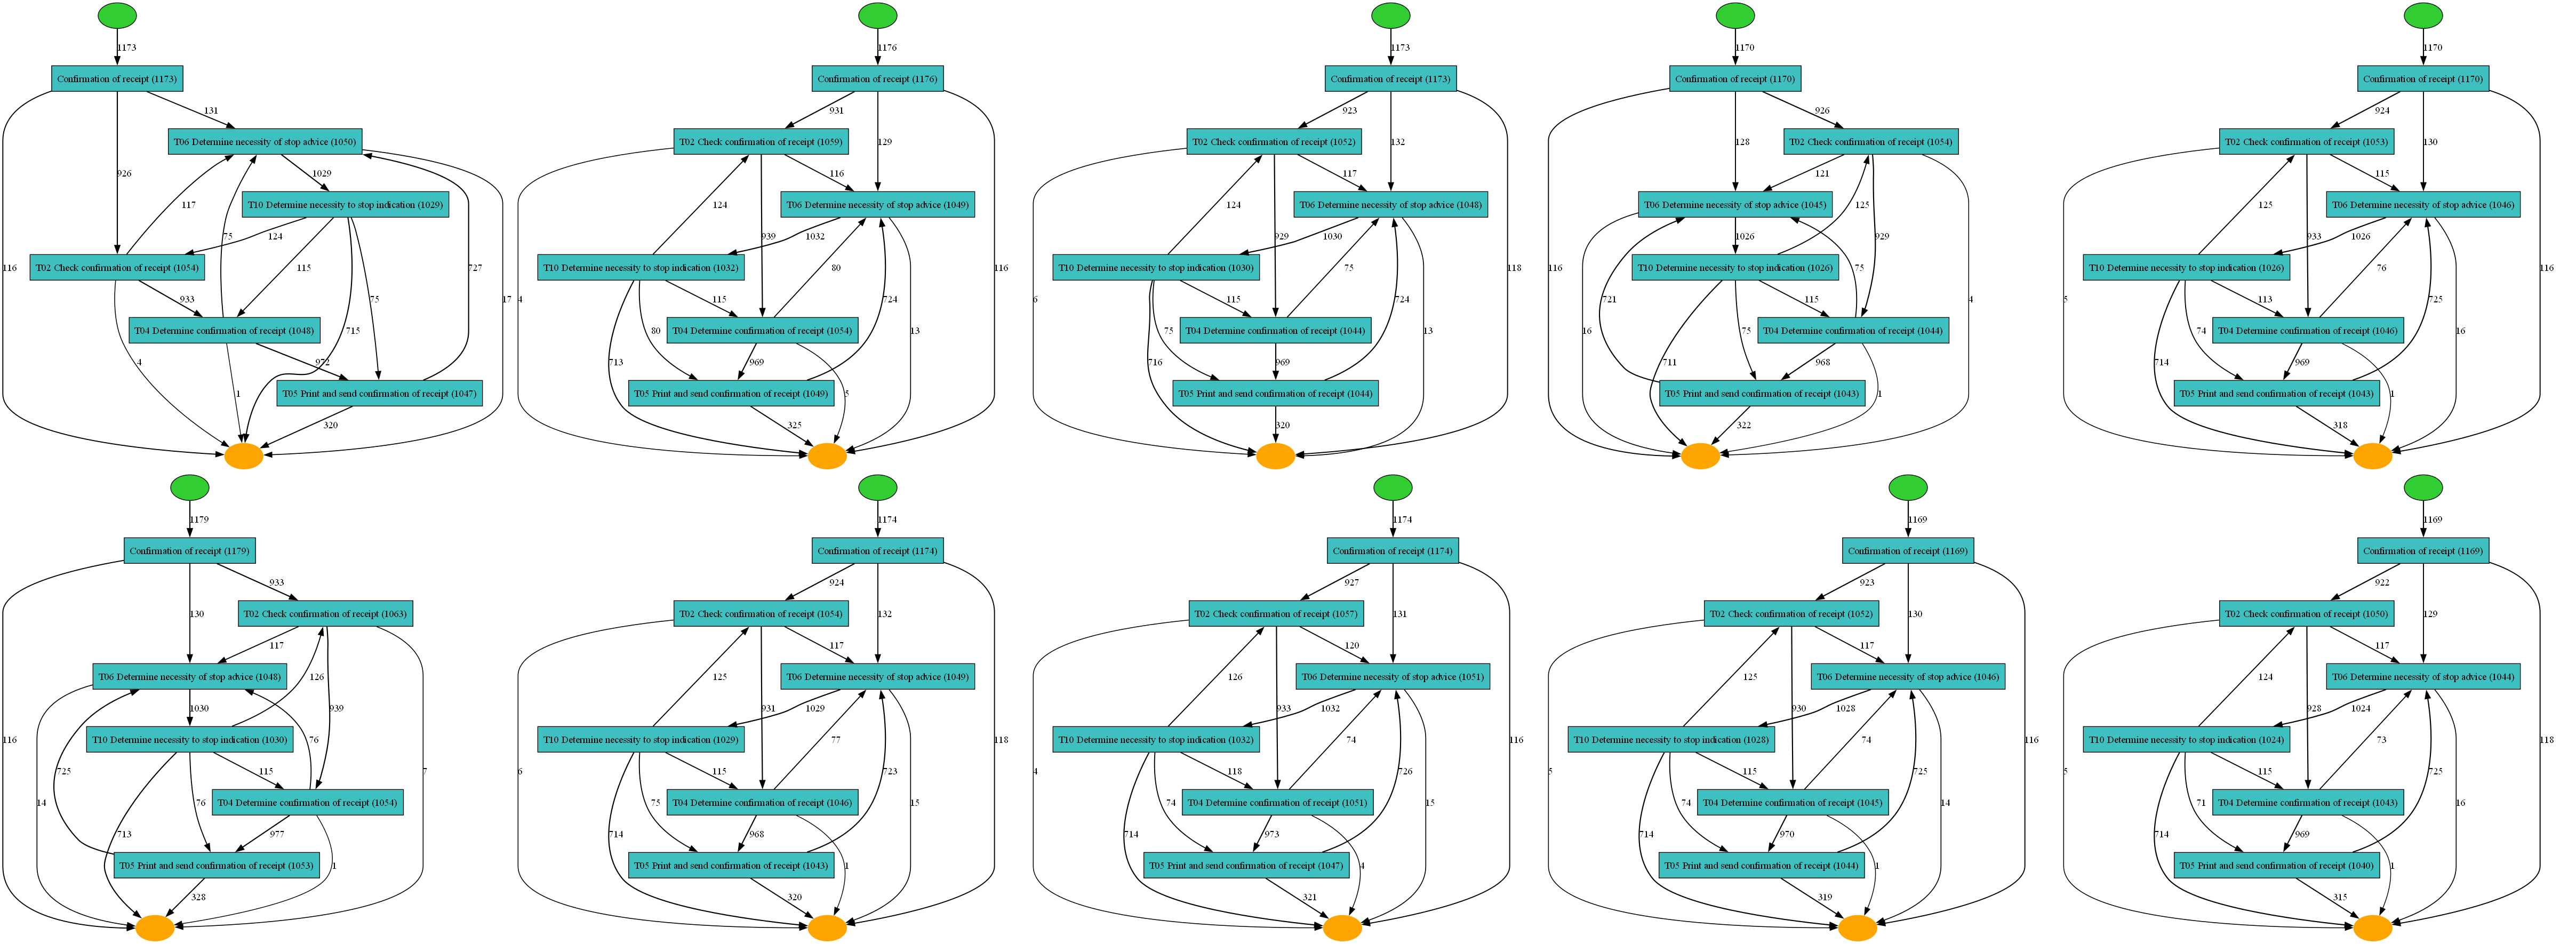 1173
Confirmation of receipt (1173)
131
T06 Determine necessity of stop advice (1050)
926
117
1029
T10 Determine necessity to stop indication (1029)
75
124
116
T02 Check confirmation of receipt (1054)
115
727
17
933
75
T04 Determine confirmation of receipt (1048)
715
4
972
1
T05 Print and send confirmation of receipt (1047)
320
1176
Confirmation of receipt (1176)
931
129
T02 Check confirmation of receipt (1059)
116
124
T06 Determine necessity of stop advice (1049)
939
1032
T10 Determine necessity to stop indication (1032)
80
116
4
115
724
80
T04 Determine confirmation of receipt (1054)
13
713
969
5
T05 Print and send confirmation of receipt (1049)
325
1173
Confirmation of receipt (1173)
923
132
T02 Check confirmation of receipt (1052)
117
124
T06 Determine necessity of stop advice (1048)
929
1030
T10 Determine necessity to stop indication (1030)
75
118
6
115
724
75
T04 Determine confirmation of receipt (1044)
13
716
969
T05 Print and send confirmation of receipt (1044)
320
1170
Confirmation of receipt (1170)
926
128
T02 Check confirmation of receipt (1054)
121
T06 Determine necessity of stop advice (1045)
125
1026
929
116
T10 Determine necessity to stop indication (1026)
75
721
115
4
16
75
T04 Determine confirmation of receipt (1044)
711
968
1
T05 Print and send confirmation of receipt (1043)
322
1170
Confirmation of receipt (1170)
924
130
T02 Check confirmation of receipt (1053)
115
125
T06 Determine necessity of stop advice (1046)
933
1026
T10 Determine necessity to stop indication (1026)
76
116
5
113
725
74
T04 Determine confirmation of receipt (1046)
16
714
969
1
T05 Print and send confirmation of receipt (1043)
318
1179
Confirmation of receipt (1179)
933
130
T02 Check confirmation of receipt (1063)
117
T06 Determine necessity of stop advice (1048)
126
1030
939
116
T10 Determine necessity to stop indication (1030)
76
725
115
7
14
76
T04 Determine confirmation of receipt (1054)
713
977
1
T05 Print and send confirmation of receipt (1053)
328
1174
Confirmation of receipt (1174)
924
132
T02 Check confirmation of receipt (1054)
117
125
T06 Determine necessity of stop advice (1049)
931
1029
T10 Determine necessity to stop indication (1029)
77
118
6
115
723
75
T04 Determine confirmation of receipt (1046)
15
714
968
1
T05 Print and send confirmation of receipt (1043)
320
1174
Confirmation of receipt (1174)
927
131
T02 Check confirmation of receipt (1057)
120
126
T06 Determine necessity of stop advice (1051)
933
1032
T10 Determine necessity to stop indication (1032)
74
116
4
118
726
74
T04 Determine confirmation of receipt (1051)
15
714
973
4
T05 Print and send confirmation of receipt (1047)
321
1169
Confirmation of receipt (1169)
923
130
T02 Check confirmation of receipt (1052)
117
125
T06 Determine necessity of stop advice (1046)
930
1028
T10 Determine necessity to stop indication (1028)
74
116
5
115
725
74
T04 Determine confirmation of receipt (1045)
14
714
970
1
T05 Print and send confirmation of receipt (1044)
319
1169
Confirmation of receipt (1169)
922
129
T02 Check confirmation of receipt (1050)
117
124
T06 Determine necessity of stop advice (1044)
928
1024
T10 Determine necessity to stop indication (1024)
73
118
5
115
725
71
T04 Determine confirmation of receipt (1043)
16
714
969
1
T05 Print and send confirmation of receipt (1040)
315